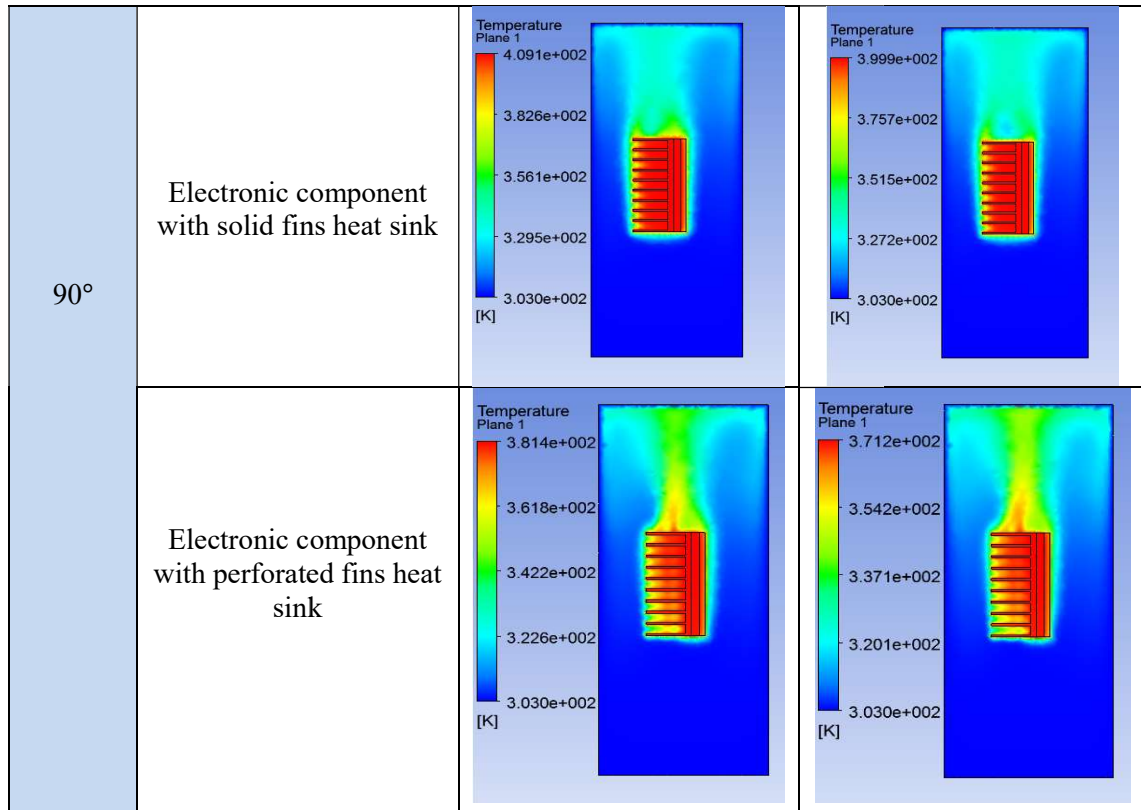 90°
Electronic component
with solid fins heat sink
Temperature
Plane 1
4.091e+002
3.826e+002
3.561e+002
3.295e+002
3.030e+002
[K]
Temperature
Plane 1
3.999e+002
3.757e+002
3.515e+002
3.272e+002
3.030e+002
[K]
Electronic component
with perforated fins heat
sink
Temperature
Plane 1
3.814e+002
3.618e+002
3.422e+002
3.226e+002
3.030e+002
[K]
Temperature
Plane 1
3.712e+002
3.542e+002
3.371e+002
3.201e+002
3.030e+002
[K]